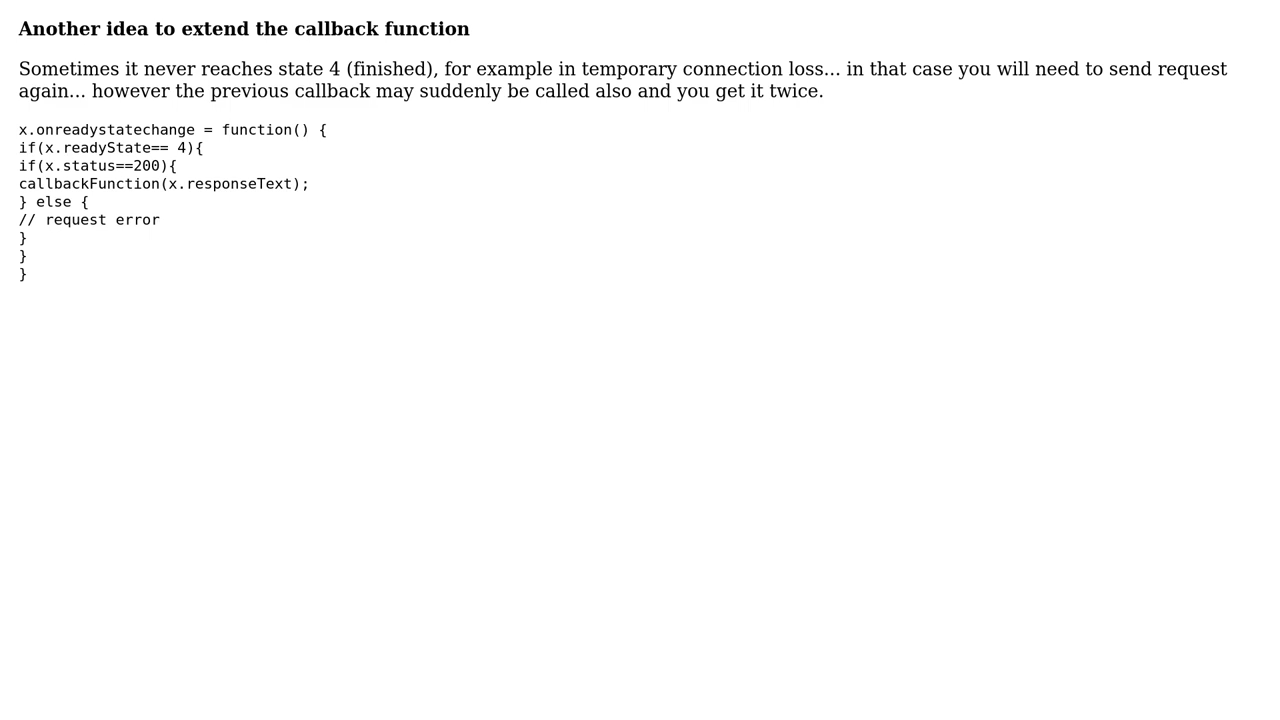 Another idea to extend the callback function
Sometimes it never reaches state 4 (finished), for example in temporary connection loss... in that case you will need to send request
again... however the previous callback may suddenly be called also and you get it twice.
x.onreadystatechange = function() {
if(x.readyState== 4){
if(x.status==200){
callbackFunction(x.responseText);
} else {
// request error
}
}
}